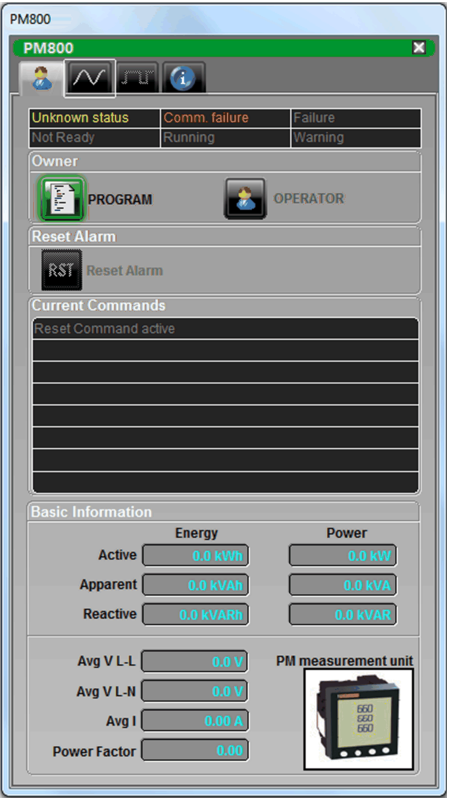 PM800
PM800
Unknown status Comm. failure Failure
Not Ready Running Warning
Owner
PROGRAM OPERATOR
Reset Alarm
RST Reset Alarm
Current Commands
Reset Command active
Basic Information
Energy Power
Active 0.0 kWh 0.0 kW
Apparent 0.0 kVAh 0.0 kVA
Reactive 0.0 kVARh 0.0 kVAR
Avg V L-L 0.0 V PM measurement unit
Avg V L-N 0.0 V
Avg I 0.00 A
Power Factor 0.00
660
660
660